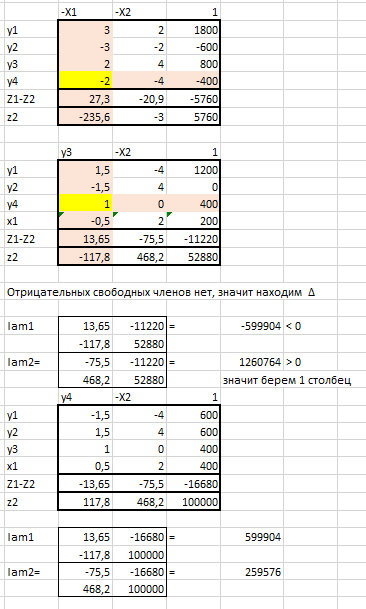 -X1 -X2 1
y1 3 2 1800
y2 -3 -2 -600
y3 2 4 800
y4 -2 -4 -400
Z1-Z2 27,3 -20,9 -5760
z2 -235,6 -3 5760
y3 -X2 1
y1 1,5 -4 1200
y2 -1,5 4 0
y4 1 0 400
x1 -0,5 2 200
Z1-Z2 13,65 -75,5 -11220
z2 -117,8 468,2 52880
Отрицательных свободных членов нет, значит находим Δ
lam1 13,65 -11220 = -599904 < 0
-117,8 52880
lam2= -75,5 -11220 = 1260764 > 0
468,2 52880 значит берем 1 столбец
y4 -X2 1
y1 -1,5 -4 600
y2 1,5 4 600
y3 1 0 400
x1 0,5 2 400
Z1-Z2 -13,65 -75,5 -16680
z2 117,8 468,2 100000
lam1 13,65 -16680 = 599904
-117,8 100000
lam2= -75,5 -16680 = 259576
468,2 100000